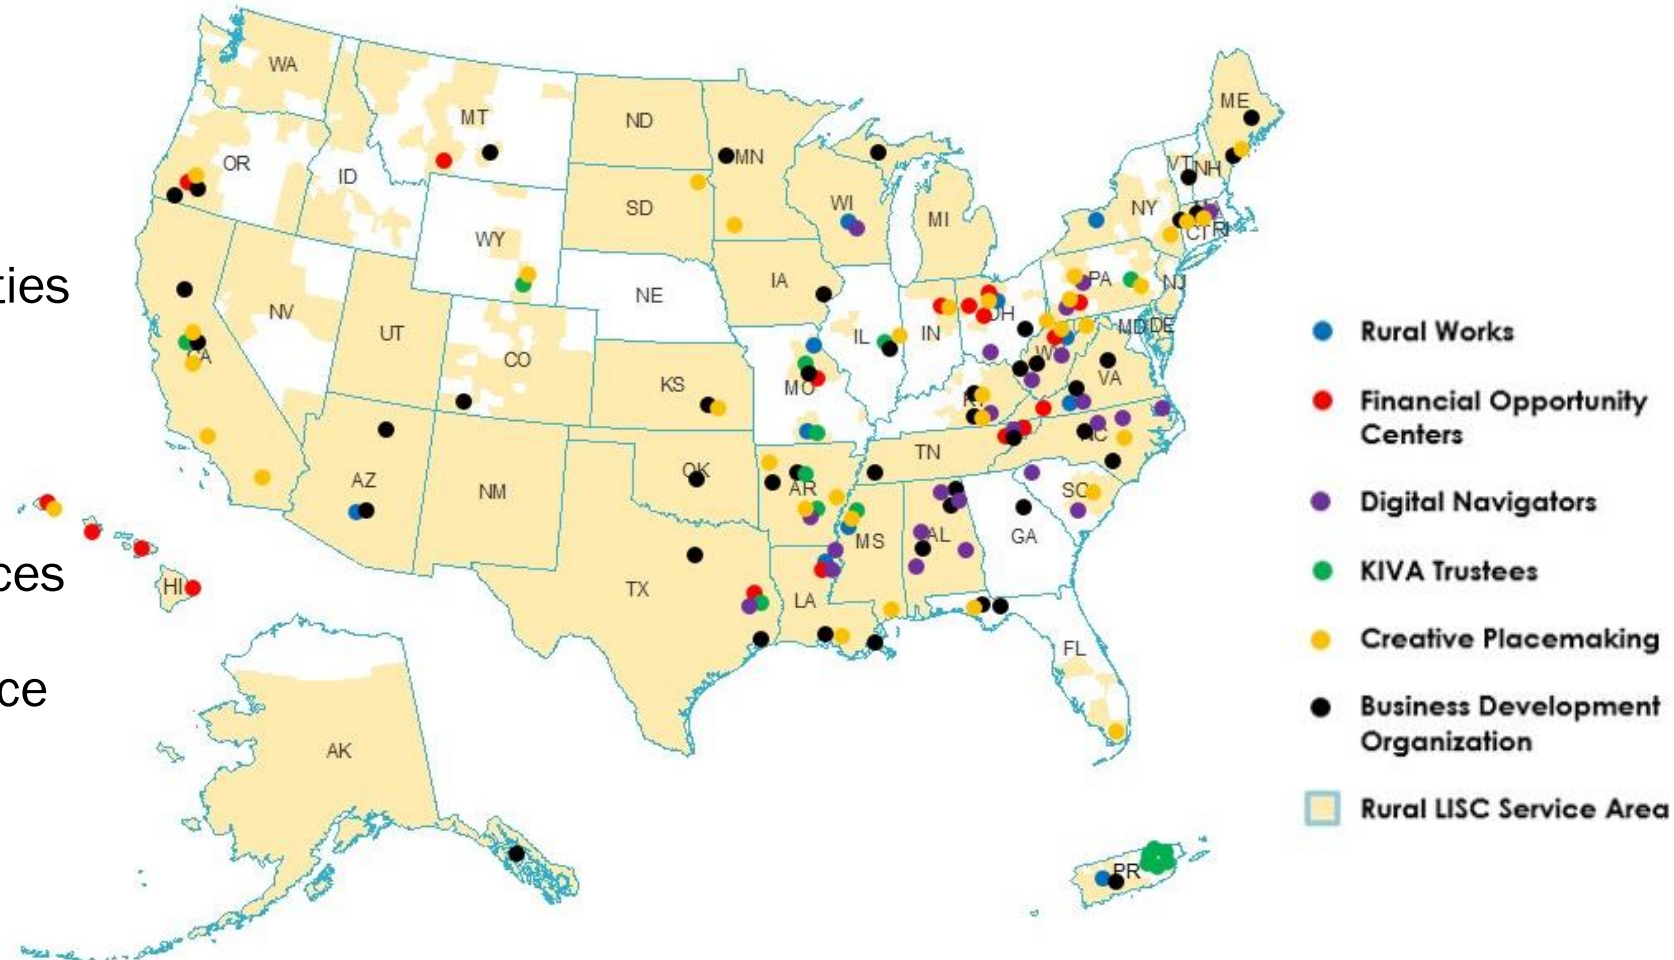 ties
ces
ce
WA
MT
ND
MN
ME
OR
ID
SD
WI
MI
VT
NH
NY
WY
CT
RI
IA
PA
NJ
NE
NV
UT
CO
IL
IN
OH
MD
DE
CA
KS
MO
VA
AZ
NM
OK
AR
TN
NC
SC
MS
AL
GA
TX
LA
HI
FL
AK
PR
Rural Works
Financial Opportunity
Centers
Digital Navigators
KIVA Trustees
Creative Placemaking
Business Development
Organization
Rural LISC Service Area